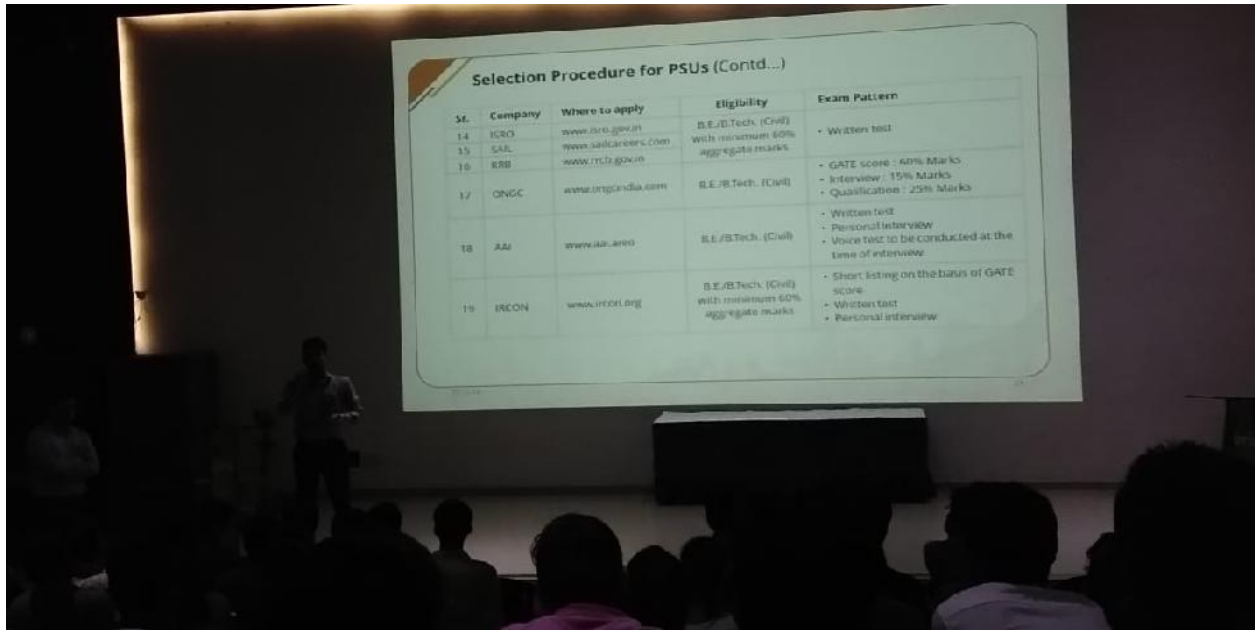 Selection Procedure for PSUs (Contd...)
Sr. Company Where to apply Eligibility Exam Pattern
14 ISRO www.isro.gov.in B.E./B.Tech. (Civil) with minimum 60% aggregate marks • Written test
15 SAIL www.sailcareers.com
16 RRB
17 ONGC www.ongcindia.com B.E./B.Tech. (Civil) • GATE score : 60% Marks
• Interview : 15% Marks
• Qualification : 25% Marks
18 AAI www.aai.aero B.E./B.Tech. (Civil) • Written test
• Personal interview
• Voice test to be conducted at the
time of interview
19 IRCON www.ircon.org B.E./B.Tech. (Civil) with minimum 60% aggregate marks • Short listing on the basis of GATE
score
• Written test
• Personal interview